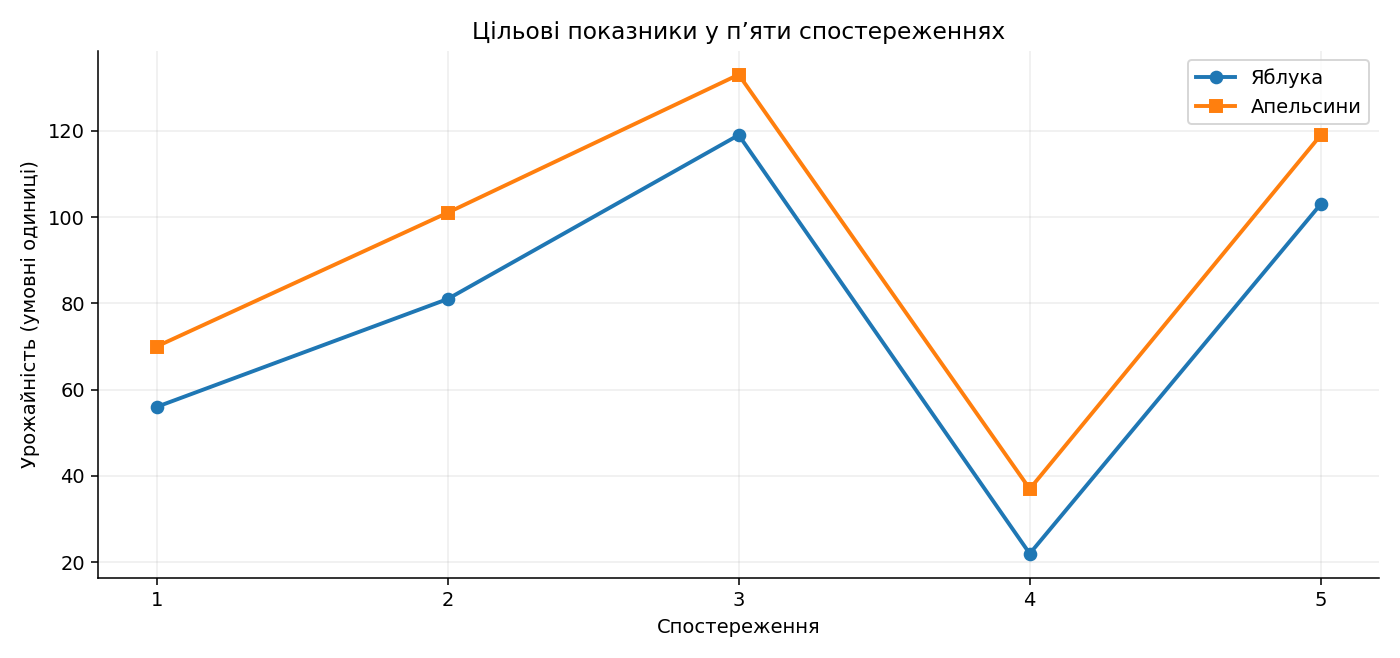 Цільові показники у п’яти спостереженнях
Яблука
Апельсини
Урожайність (умовні одиниці)
120
100
80
60
40
20
1 2 3 4 5
Спостереження